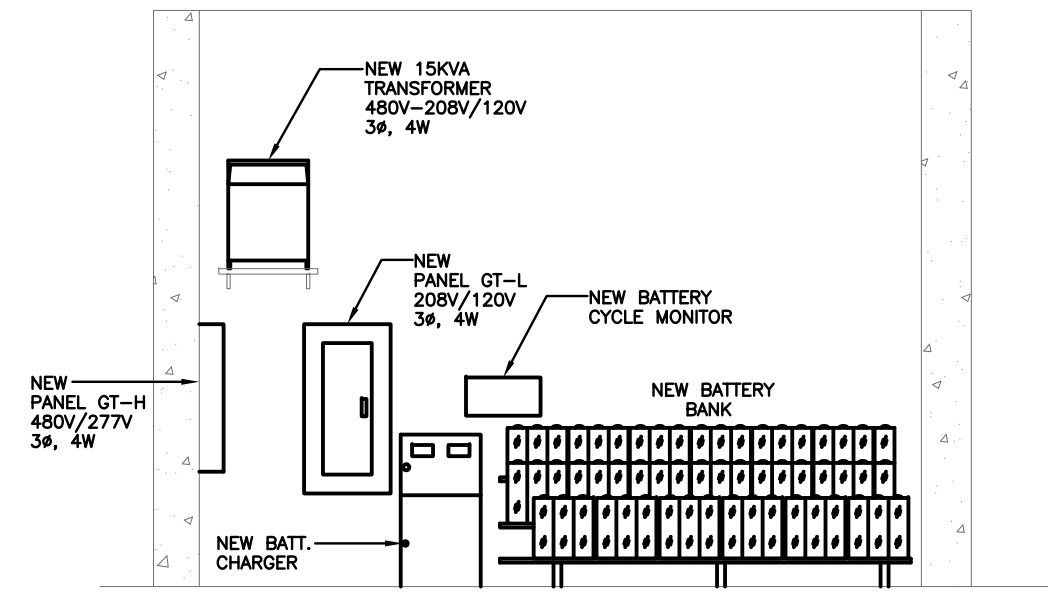 NEW 15KVA
TRANSFORMER
480V-208V/120V
3ø, 4W
NEW
PANEL GT-L
208V/120V
3ø, 4W
NEW BATTERY
CYCLE MONITOR
NEW
PANEL GT-H
480V/277V
3ø, 4W
NEW BATTERY
BANK
NEW BATT.
CHARGER